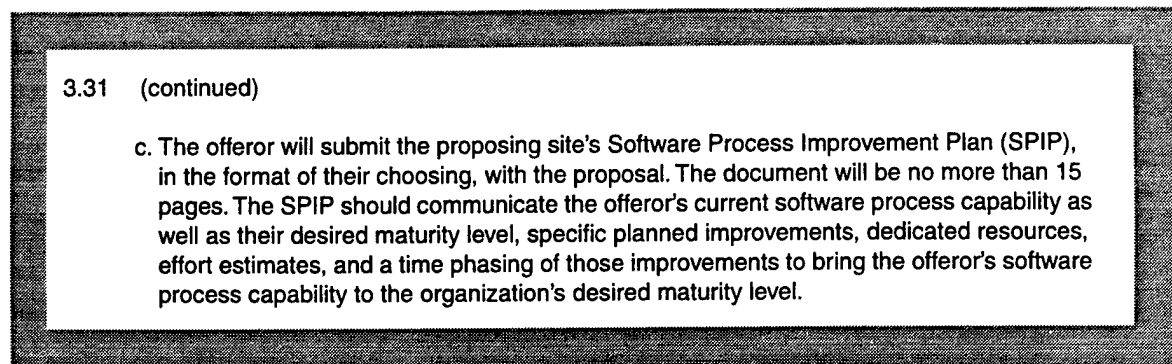 3.31 (continued)
c. The offeror will submit the proposing site's Software Process Improvement Plan (SPIP),
in the format of their choosing, with the proposal. The document will be no more than 15
pages. The SPIP should communicate the offeror's current software process capability as
well as their desired maturity level, specific planned improvements, dedicated resources,
effort estimates, and a time phasing of those improvements to bring the offeror's software
process capability to the organization's desired maturity level.